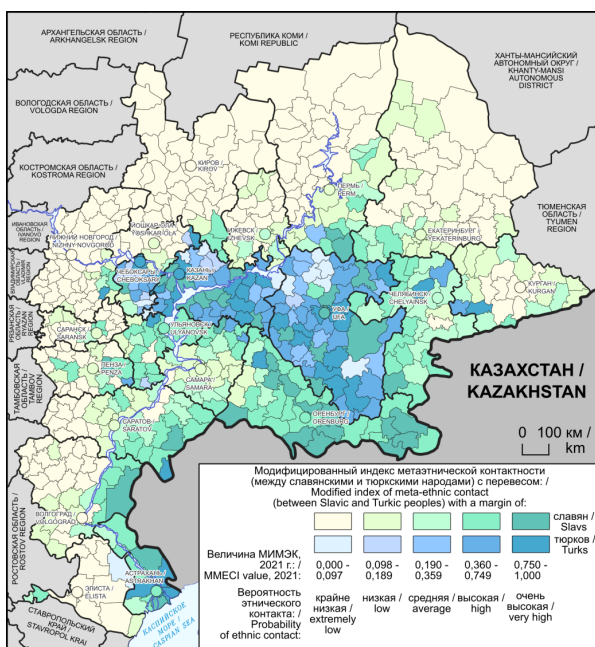 АРХАНГЕЛЬСКАЯ ОБЛАСТЬ /
ARKHANGELSK REGION
РЕСПУБЛИКА КОМИ /
KOMI REPUBLIC
ХАНТЫ-МАНСИЙСКИЙ
АВТОНОМНЫЙ ОКРУГ /
KHANTY-MANSI
AUTONOMOUS
DISTRICT
ВОЛОГОДСКАЯ ОБЛАСТЬ /
VOLOGDA REGION
КОСТРОМСКАЯ ОБЛАСТЬ /
KOSTROMA REGION
КИРОВ /
KIROV
ПЕРМЬ /
PERM
ТЮМЕНСКАЯ
ОБЛАСТЬ /
TYUMEN
REGION
ИВАНОВСКАЯ
ОБЛАСТЬ /
IVANOVO
REGION
НИЖНИЙ НОВГОРОД /
NIZHNY NOVGOROD
ЙОШКАР-ОЛА /
YOSHKAR-OLA
ИЖЕВСК /
IZHEVSK
ЕКАТЕРИНБУРГ /
YEKATERINBURG
ВЛАДИМИРСКАЯ
ОБЛАСТЬ /
VLADIMIR
REGION
ЧЕБОКСАРЫ /
CHEBOKSARY
КАЗАНЬ /
KAZAN
КУРГАН /
KURGAN
ЧЕЛЯБИНСК /
CHELYAINSK
РЯЗАНСКАЯ
ОБЛАСТЬ /
RYAZAN
REGION
САРАНСК /
SARANSK
УЛЬЯНОВСК /
ULYANOVSK
УФА /
UFA
ТАМБОВСКАЯ
ОБЛАСТЬ /
TAMBOV
REGION
ПЕНЗА /
PENZA
САМАРА /
SAMARA
КАЗАХСТАН /
KAZAKHSTAN
ОРЕНБУРГ /
ORENBURG
САРАТОВ /
SARATOV
0 100 км /
km
РОСТОВСКАЯ ОБЛАСТЬ /
ROSTOV REGION
ВОЛГОГРАД /
VOLGOGRAD
ЭЛИСТА /
ELISTA
АСТРАХАНЬ /
ASTRAKHAN
СТАВРОПОЛЬСКИЙ
КРАЙ /
STAVROPOL KRAI
КАСПИЙСКОЕ
МОРЕ /
CASPIAN SEA
Модифицированный индекс метаэтнической контактности
(между славянскими и тюркскими народами) с перевесом: /
Modified index of meta-ethnic contact
(between Slavic and Turkic peoples) with a margin of:
славян /
Slavs
тюрков /
Turks
Величина МИМЭК,
2021 г.: /
MMECI value, 2021:
0,000 -
0,097
0,098 -
0,189
0,190 -
0,359
0,360 -
0,749
0,750 -
1,000
Вероятность
этнического
контакта: /
Probability
of ethnic contact:
крайне
низкая /
extremely
low
низкая /
low
средняя /
average
высокая /
high
очень
высокая /
very high